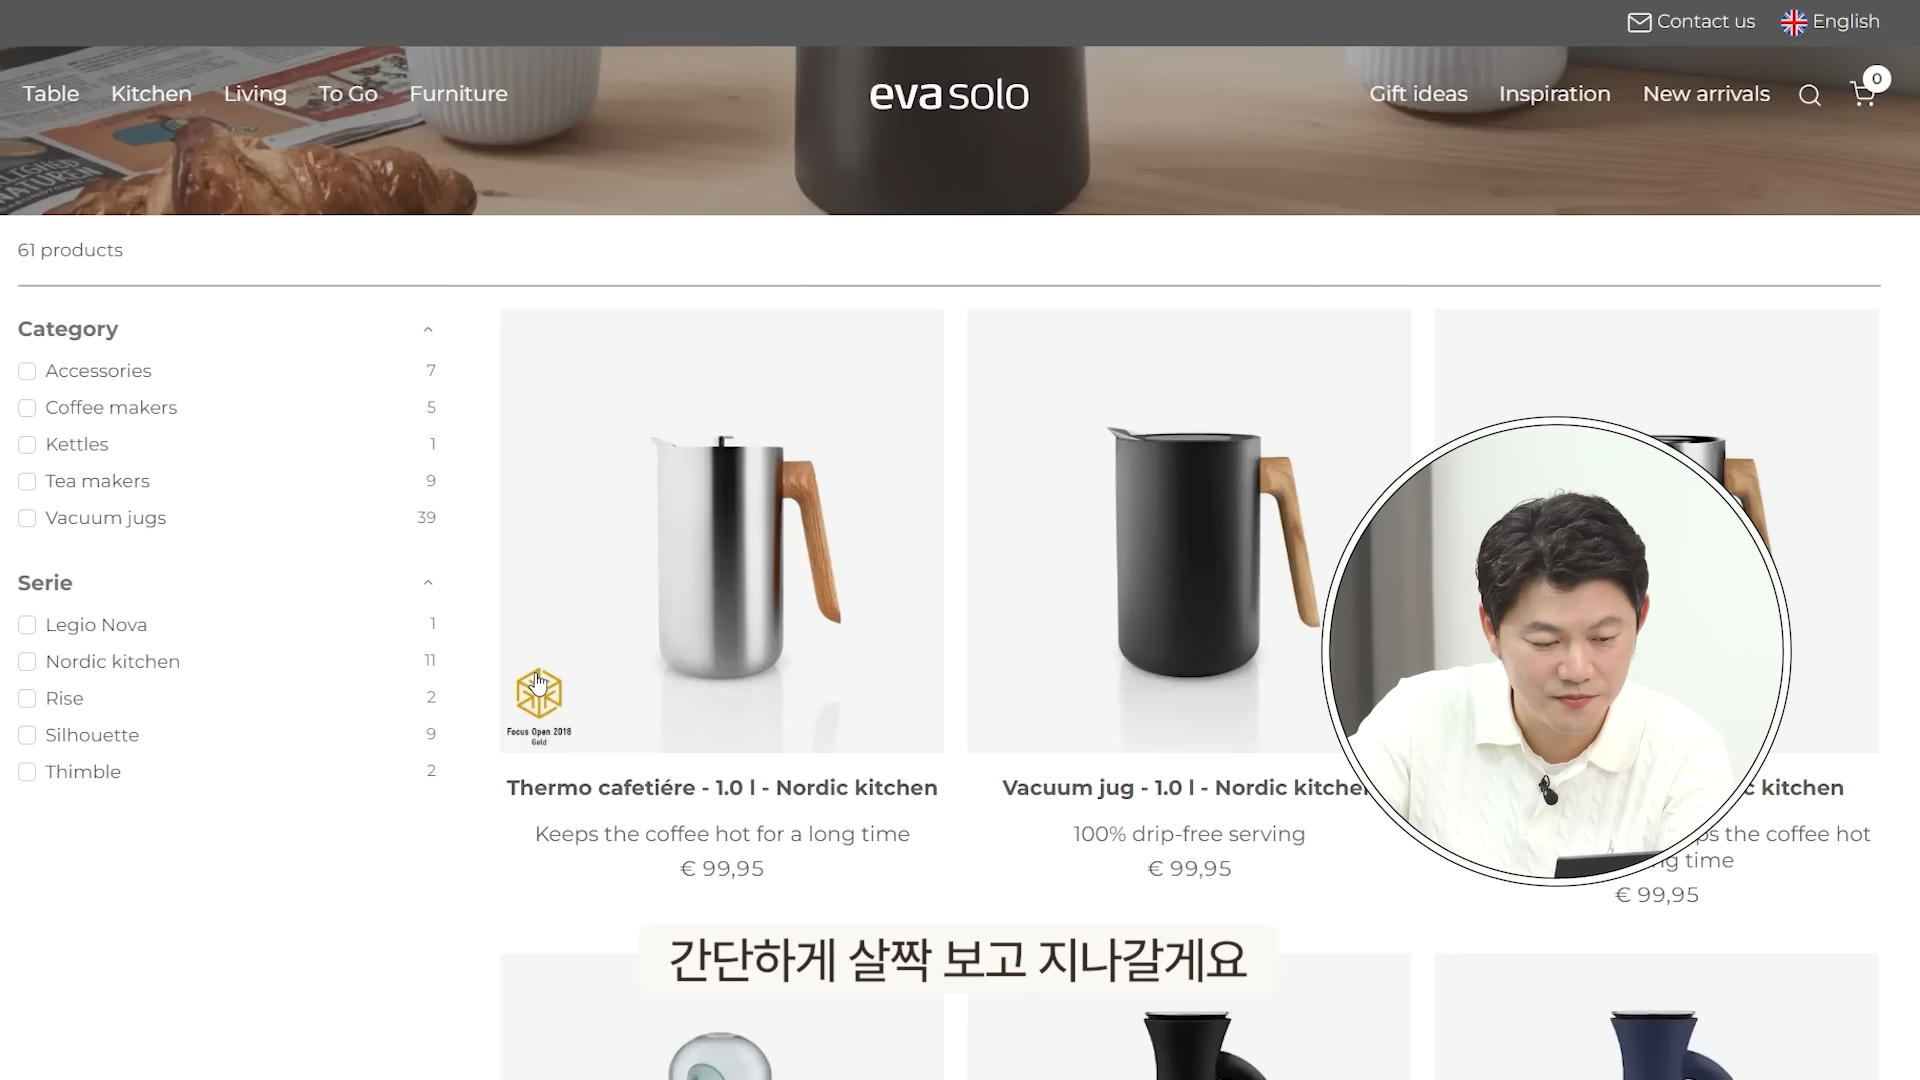 Contact us
English
Table
Kitchen
Living
To Go
Furniture
eva solo
Gift ideas
Inspiration
New arrivals
0
NATUREN
61 products
Category
Accessories 7
Coffee makers 5
Kettles 1
Tea makers 9
Vacuum jugs 39
Serie
Legio Nova 1
Nordic kitchen 11
Rise 2
Silhouette 9
Thimble 2
Focus Open 2018
Gold
Thermo cafetiére - 1.0 l - Nordic kitchen
Keeps the coffee hot for a long time
€ 99,95
Vacuum jug - 1.0 l - Nordic
100% drip-free serving
€ 99,95
kitchen
the coffee hot
time
€ 99,95
간단하게 살짝 보고 지나갈게요